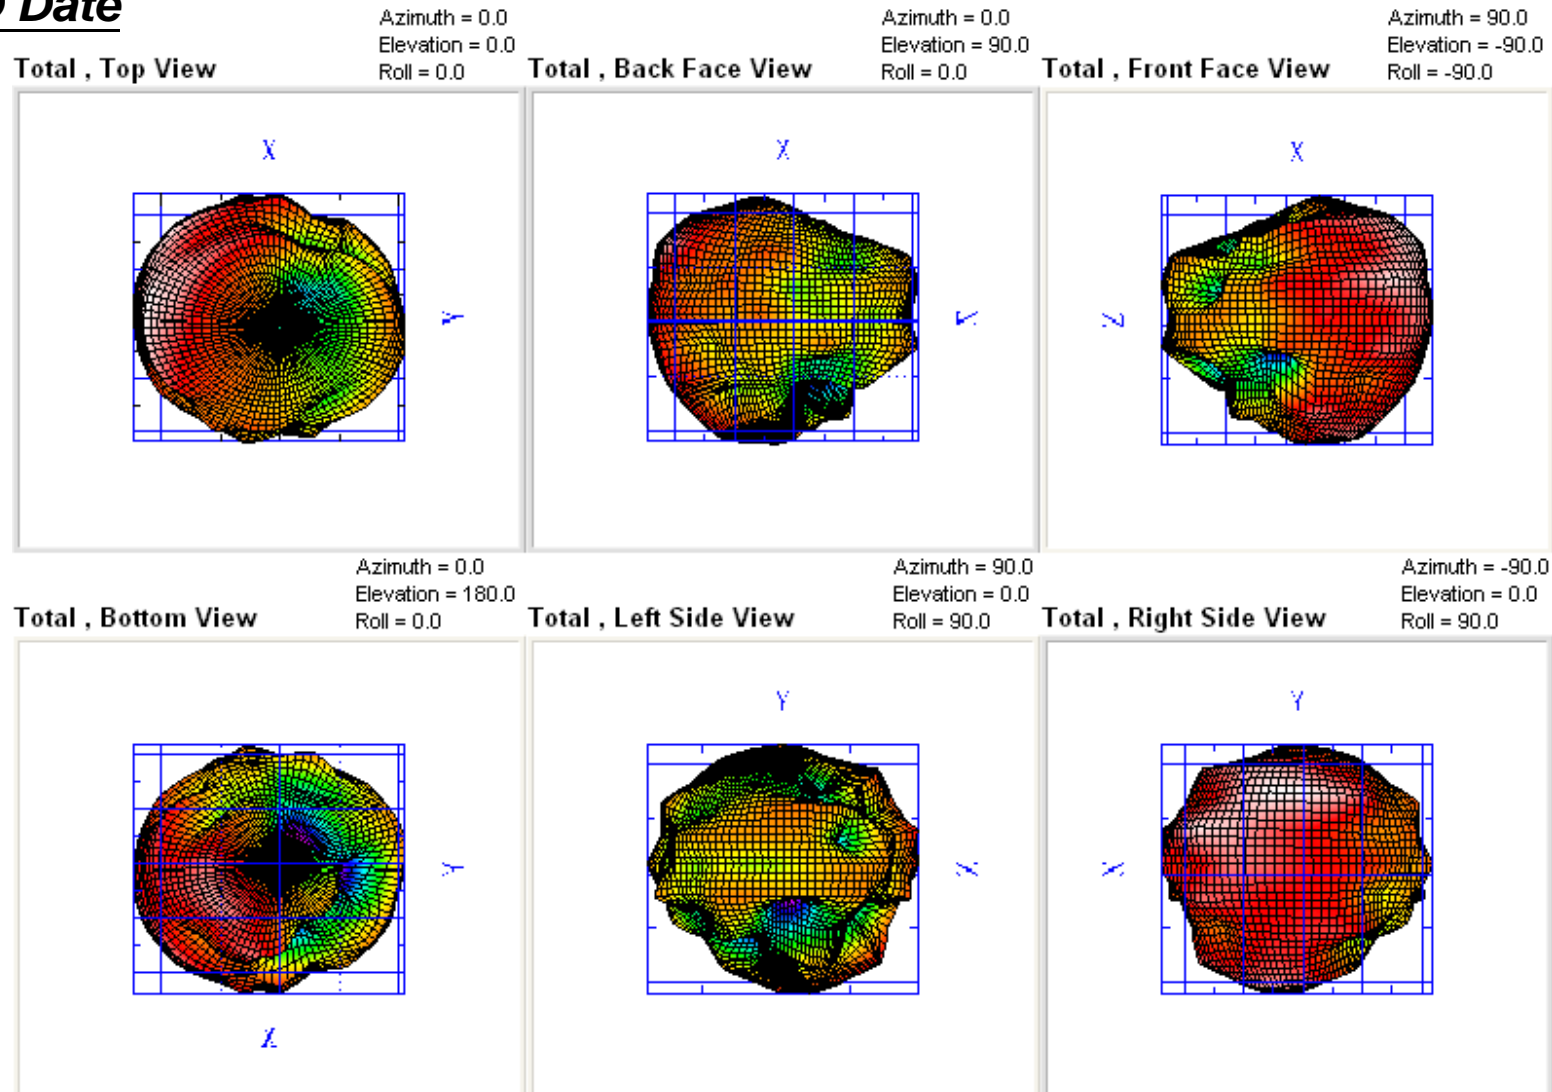 Date
Azimuth = 0.0
Elevation = 0.0
Total , Top View
Roll = 0.0
X
Y
Azimuth = 0.0
Elevation = 90.0
Total , Back Face View
Roll = 0.0
X
Z
Azimuth = 90.0
Elevation = -90.0
Total , Front Face View
Roll = -90.0
X
Z
Azimuth = 0.0
Elevation = 180.0
Total , Bottom View
Roll = 0.0
Y
X
Azimuth = 90.0
Elevation = 0.0
Total , Left Side View
Roll = 90.0
Y
X
Azimuth = -90.0
Elevation = 0.0
Total , Right Side View
Roll = 90.0
Y
X